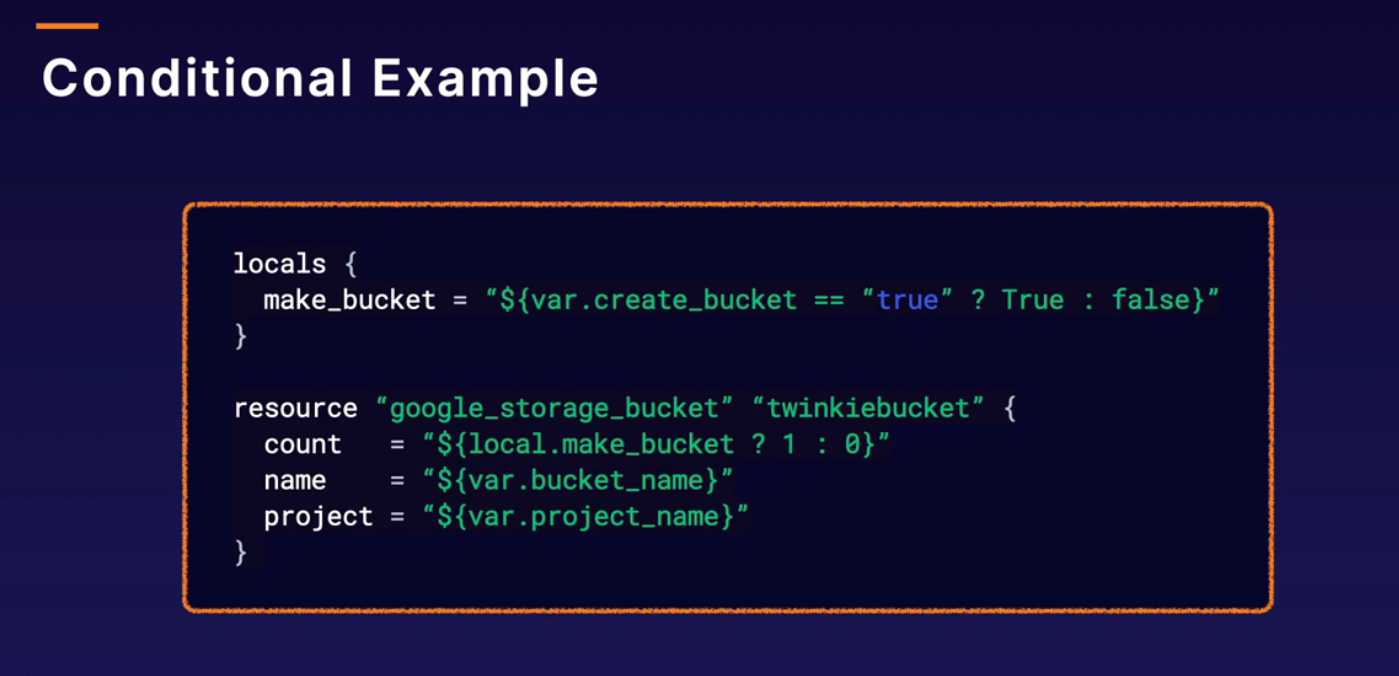 Conditional Example
locals {
make_bucket = “${var.create_bucket == “true” ? True : false}”
}
resource “google_storage_bucket” “twinkiebucket” {
count = “${local.make_bucket ? 1 : 0}”
name = “${var.bucket_name}”
project = “${var.project_name}”
}